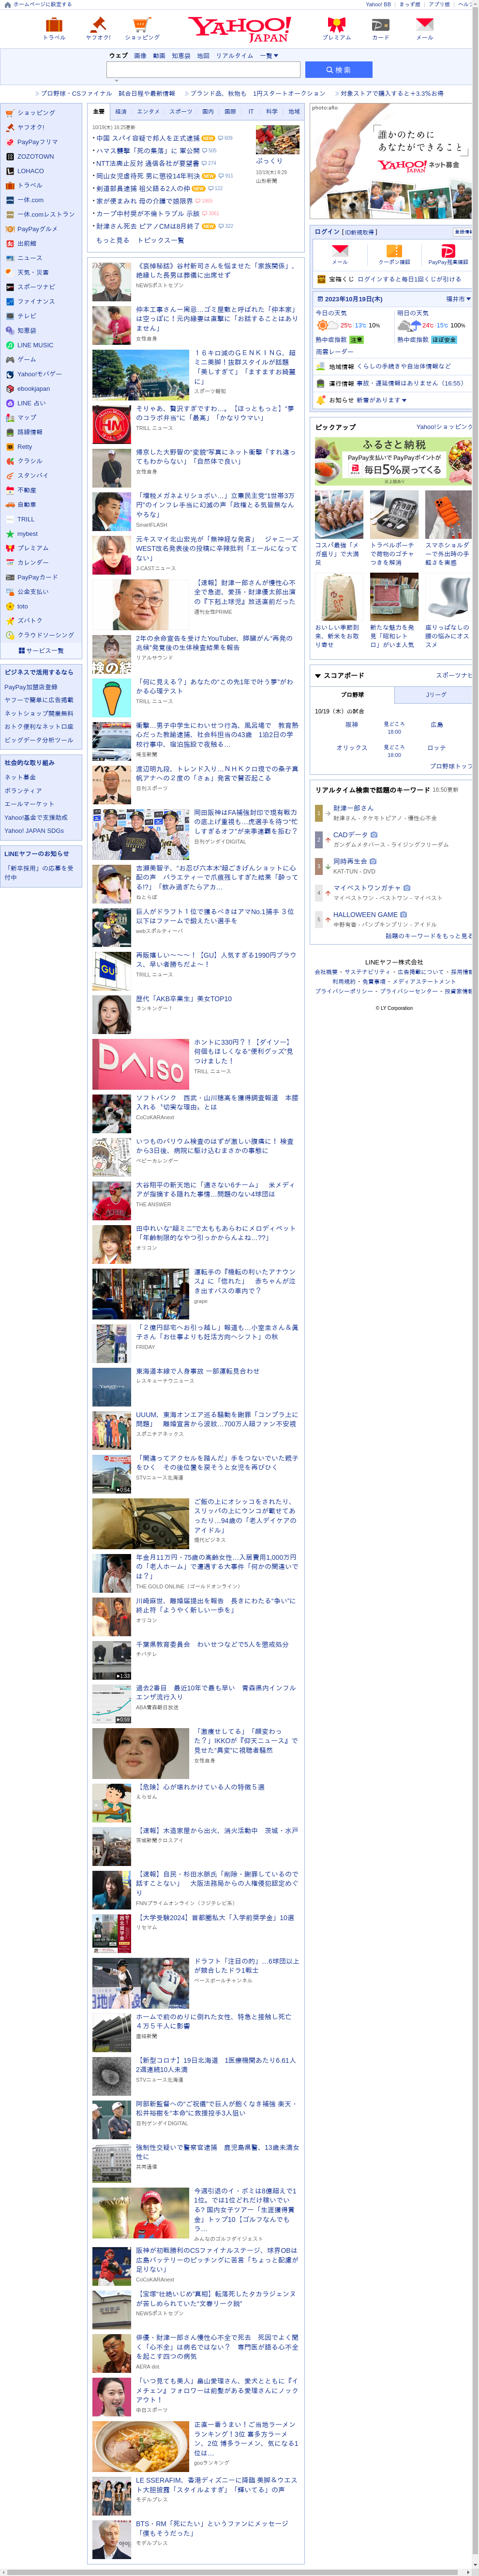 ホームページに設定する
Yahoo! BB
きっず版
アプリ版
ヘルプ
トラベル
ヤフオク!
ショッピング
YAHOO! JAPAN
プレミアム
カード
メール
ウェブ 画像 動画 知恵袋 地図 リアルタイム 一覧▼
検索
プロ野球・CSファイナル 試合日程や最新情報
ブランド品、秋物も 1円スタートオークション
対象ストアで購入すると＋3.3%お得
ショッピング
ヤフオク!
PayPayフリマ
ZOZOTOWN
LOHACO
トラベル
一休.com
一休.comレストラン
PayPayグルメ
出前館
ニュース
天気・災害
スポーツナビ
ファイナンス
テレビ
知恵袋
LINE MUSIC
ゲーム
Yahoo!モバゲー
ebookjapan
LINE 占い
マップ
路線情報
Retty
クラシル
スタンバイ
不動産
自動車
TRILL
mybest
プレミアム
カレンダー
PayPayカード
公金支払い
toto
ズバトク
クラウドソーシング
サービス一覧
ビジネスで活用するなら
PayPay加盟店登録
ヤフーで簡単に広告掲載
ネットショップ開業無料
おトク便利なネット口座
ビッグデータ分析ツール
社会的な取り組み
ネット募金
ボランティア
エールマーケット
Yahoo!基金で支援助成
Yahoo! JAPAN SDGs
LINEヤフーのお知らせ
「新卒採用」の応募を受付中
主要 経済 エンタメ スポーツ 国内 国際 IT 科学 地域
10/19(木) 16:25更新
中国 スパイ容疑で邦人を正式逮捕 NEW 609
ハマス襲撃「死の集落」に 軍公開 505
NTT法廃止反対 通信各社が要望書 274
岡山女児虐待死 男に懲役14年判決 NEW 911
剣道部員逮捕 祖父語る2人の仲 NEW 122
家が便まみれ 母の介護で娘限界
カープ中村奨が不倫トラブル 示談
財津さん死去 ピアノCMは8月終了 NEW 322
もっと見る トピックス一覧
びっくり
10/19(木) 9:29
山形新聞
《哀悼秘話》谷村新司さんを悩ませた「家族関係」、絶縁した長男は葬儀に出席せず
NEWSポストセブン
仲本工事さん一周忌…ゴミ屋敷と呼ばれた「仲本家」は空っぽに！元内縁妻は直撃に「お話することはありません」
女性自身
１６キロ減のＧＥＮＫＩＮＧ、超ミニ美脚！抜群スタイルが話題「美しすぎて」「ますますお綺麗に」
スポーツ報知
そりゃあ、贅沢すぎですわ…。【ほっともっと】“夢のコラボ弁当”に「最高」「かなりウマい」
TRILL ニュース
博京した大野智の“変貌”写真にネット衝撃「すれ違ってもわからない」「自然体で良い」
女性自身
「増税メガネよりショボい…」立憲民主党“1世帯3万円”のインフレ手当に幻滅の声「政権とる気皆無なんやろな」
SmartFLASH
元キスマイ北山宏光が「無神経な発言」 ジャニーズWEST改名発表後の投稿に辛辣批判「エールになってない」
J-CASTニュース
【速報】財津一郎さんが慢性心不全で急逝、愛孫・財津優太郎出演の『下剋上球児』放送直前だった
週刊女性PRIME
2年の余命宣告を受けたYouTuber、膵臓がん“再発の兆候”発覚後の生体検査結果を報告
リアルサウンド
「何に見える？」あなたの“この先1年で叶う夢”がわかる心理テスト
TRILL ニュース
衝撃…男子中学生にわいせつ行為、風呂場で 教育熱心だった教諭逮捕、社会科担当の43歳 1泊2日の学校行事中、宿泊施設で夜触る…
埼玉新聞
渡辺明九段、トレンド入り…ＮＨＫクロ現での桑子真帆アナへの２度の「さぁ」発言で賛否起こる
日刊スポーツ
岡田阪神はFA補強封印で現有戦力の底上げ重視も…虎選手を待つ“忙しすぎるオフ”が来季連覇を拒む？
日刊ゲンダイDIGITAL
吉瀬美智子、“お忍び六本木”超ごきげんショットに心配の声 バラエティーで爪痕残しすぎた結果「酔ってる!?」「飲み過ぎたらアカ…
ねとらぼ
巨人がドラフト１位で獲るべきはアマNo.1捕手 ３位以下はファームで鍛えたい選手を
webスポルティーバ
再販嬉しい～～～！【GU】人気すぎる1990円ブラウス、早い者勝ちだよ～！
TRILL ニュース
歴代「AKB卒業生」美女TOP10
ランキングー！
ホントに330円？！【ダイソー】何個もほしくなる“便利グッズ”見つけました！
TRILL ニュース
ソフトバンク 西武・山川穂高を獲得調査報道 本腰入れる〝切実な理由〟とは
CoCoKARAnext
いつものバリウム検査のはずが激しい腹痛に！ 検査から3日後、病院に駆け込むまさかの事態に
ベビーカレンダー
大谷翔平の新天地に「適さない6チーム」 米メディアが指摘する隠れた事情…問題のない4球団は
THE ANSWER
田中れいな“超ミニ”で太ももあらわにメロディペット「年齢制限的なやつ引っかからんよね…??」
オリコン
運転手の『機転の利いたアナウンス』に「惚れた」 赤ちゃんが泣き出すバスの車内で？
grape
「２億円邸宅へお引っ越し」報道も…小室圭さん＆眞子さん「お仕事よりも妊活方向へシフト」の秋
FRIDAY
東海道本線で人身事故 一部運転見合わせ
レスキューナウニュース
UUUM、東海オンエア巡る騒動を謝罪「コンプラ上に問題」 離婚宣言から波紋…700万人超ファン不安視
スポニチアネックス
「間違ってアクセルを踏んだ」手をつないでいた親子をひく その後位置を戻そうと女児を再びひく
STVニュース北海道
0:54
ご飯の上にオシッコをされたり、スリッパの上にウンコが載せてあったり…94歳の「老人デイケアのアイドル」
現代ビジネス
年金月11万円・75歳の高齢女性…入居費用1,000万円の「老人ホーム」で遭遇する大事件「何かの間違いでは？」
THE GOLD ONLINE（ゴールドオンライン）
川崎麻世、離婚届提出を報告 長きにわたる“争い”に終止符「ようやく新しい一歩を」
オリコン
千葉県教育委員会 わいせつなどで5人を懲戒処分
チバテレ
1:33
過去2番目 最近10年で最も早い 青森県内インフルエンザ流行入り
ABA青森朝日放送
0:59
「激痩せしてる」「顔変わった？」IKKOが『仰天ニュース』で見せた“異変”に視聴者騒然
女性自身
【危険】心が壊れかけている人の特徴５選
えらせん
【速報】木造家屋から出火、消火活動中 茨城・水戸
茨城新聞クロスアイ
【速報】自民・杉田水脈氏「削除・謝罪しているので話すことない」 大阪法務局からの人権侵犯認定めぐり
FNNプライムオンライン（フジテレビ系）
【大学受験2024】首都圏私大「入学前奨学金」10選
リセマム
ドラフト「注目の的」…6球団以上が競合したドラ1戦士
ベースボールチャンネル
ホームで前のめりに倒れた女性、特急と接触し死亡 ４万５千人に影響
産経新聞
【新型コロナ】19日北海道 1医療機関あたり6.61人 2週連続10人未満
STVニュース北海道
阿部新監督への“ご祝儀”で巨人が飽くなき補強 楽天・松井裕樹を“本命”に救援投手3人狙い
日刊ゲンダイDIGITAL
強制性交疑いで警察官逮捕 鹿児島県警、13歳未満女性に
共同通信
今週引退のイ・ボミは8億超えで11位。では1位どれだけ稼いでいる? 国内女子ツアー「生涯獲得賞金」トップ10【ゴルフなんでもラ…
みんなのゴルフダイジェスト
阪神が初戦勝利のCSファイナルステージ、球界OBは広島バッテリーのピッチングに苦言「ちょっと配慮が足りない」
CoCoKARAnext
【宝塚“壮絶いじめ”真相】転落死したタカラジェンヌが苦しめられていた“文春リーク説”
NEWSポストセブン
俳優・財津一郎さん慢性心不全で死去 死因でよく聞く「心不全」は病名ではない？ 専門医が語る心不全を起こす四つの病気
AERA dot.
「いつ見ても美人」畠山愛理さん、愛犬とともに『イメチェン』フォロワーは前髪がある愛理さんにノックアウト！
中日スポーツ
正直一番うまい！ご当地ラーメンランキング！3位 喜多方ラーメン、2位 博多ラーメン、気になる1位は…
gooランキング
LE SSERAFIM、香港ディズニーに降臨 美脚＆ウエスト大胆披露「スタイルよすぎ」「輝いてる」の声
モデルプレス
BTS・RM「死にたい」というファンにメッセージ「僕もそうだった」
モデルプレス
photo:aflo
誰かのために
あなたができること。
YAHOO! JAPAN ネット募金
ログイン [ ID新規取得 ]
登録情報
メール
クーポン確認
PayPay残高確認
宝箱くじ ログインすると毎日1回くじが引ける
2023年10月19日(木)
福井市▼
今日の天気
25℃ 13℃ 10%
熱中症指数 注意
明日の天気
24℃ 15℃ 100%
熱中症指数 ほぼ安全
雨雲レーダー
地域情報 くらしの手続きや自治体情報など
運行情報 事故・遅延情報はありません（16:55）
お知らせ 新着があります▼
ピックアップ
Yahoo!ショッピング
ふるさと納税
PayPay支払いで PayPayポイントが
毎日5％戻ってくる
コスパ最強「メガ盛り」で大満足
トラベルポーチで荷物のゴチャつきを解消
スマホショルダーで外出時の手軽さを実感
おいしい季節到来、新米をお取り寄せ
新たな魅力を発見「昭和レトロ」がいま人気
座りっぱなしの腰の悩みにオススメ
スコアボード
スポーツナビ
プロ野球
Jリーグ
10/19（木）の試合
阪神 見どころ 18:00 広島
オリックス 見どころ 18:00 ロッテ
プロ野球トップ
リアルタイム検索で話題のキーワード 16:50更新
1 財津一郎さん
財津さん・タケモトピアノ・慢性心不全
2 CADデータ
ガンダムメタバース・ライジングフリーダム
3 同時再生会
KAT-TUN・DVD
4 マイベストワンガチャ
マイベストワン・ベストワン・マイベスト
5 HALLOWEEN GAME
中野有香・パンプキンプリン・アイドル
話題のキーワードをもっと見る
LINEヤフー株式会社
会社概要・サステナビリティ・広告掲載について・採用情報
利用規約・免責事項・メディアステートメント
プライバシーポリシー・プライバシーセンター・投資家情報
© LY Corporation